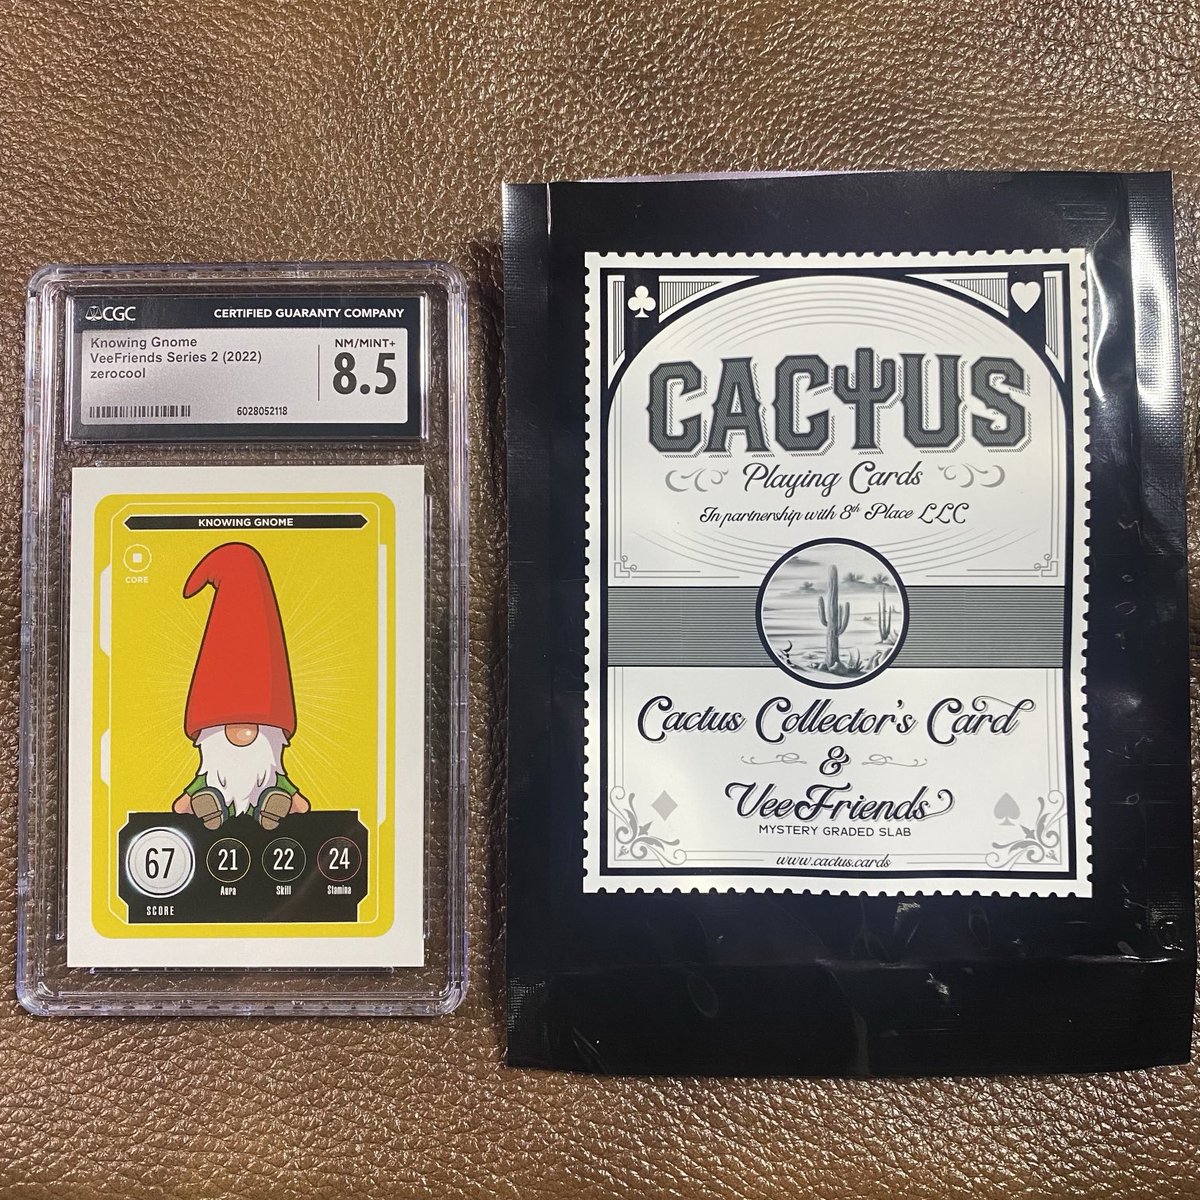 CGC CERTIFIED GUARANTY COMPANY
Knowing Gnome
VeeFriends Series 2 (2022)
zerocool
NM/MINT+
8.5
6028052118
KNOWING GNOME
CORE
67 21 22 24
SCORE Aura Skill Stamina
CACTUS
Playing Cards
In partnership with 8th Place LLC
Cactus Collector's Card
&
VeeFriends
MYSTERY GRADED SLAB
www.cactus.cards